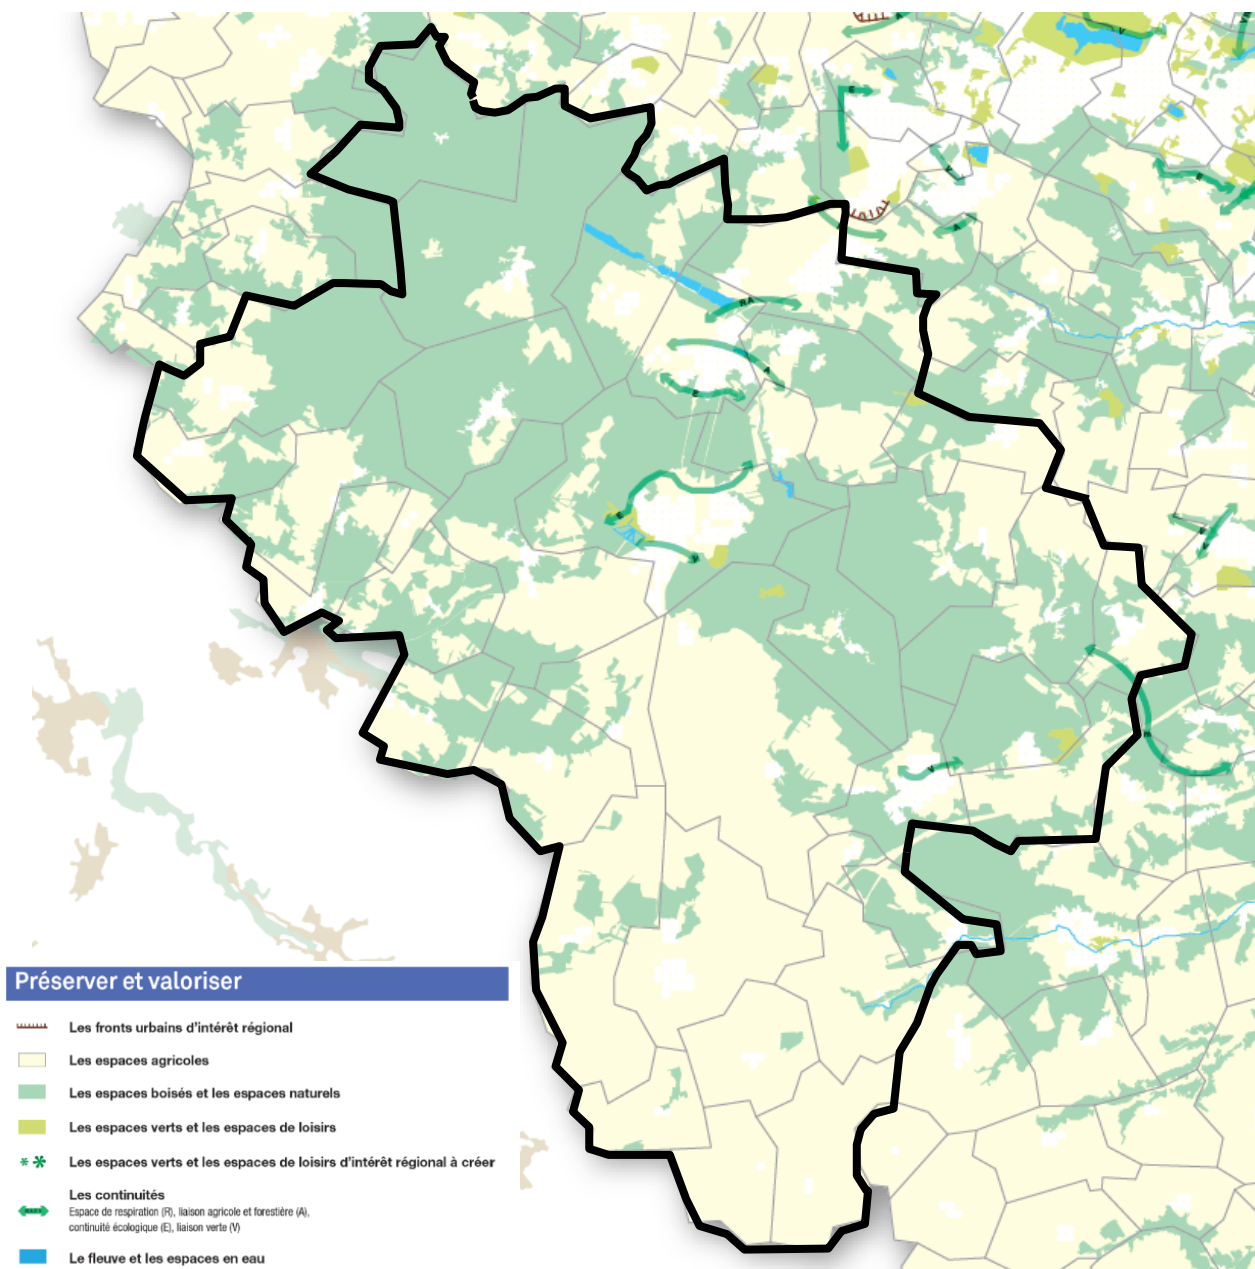 E
V
V
E
A
RA
A
E
E
V
V
Préserver et valoriser
Les fronts urbains d'intérêt régional
Les espaces agricoles
Les espaces boisés et les espaces naturels
Les espaces verts et les espaces de loisirs
Les espaces verts et les espaces de loisirs d'intérêt régional à créer
Les continuités
Espace de respiration (R), liaison agricole et forestière (A),
continuité écologique (E), liaison verte (V)
Le fleuve et les espaces en eau